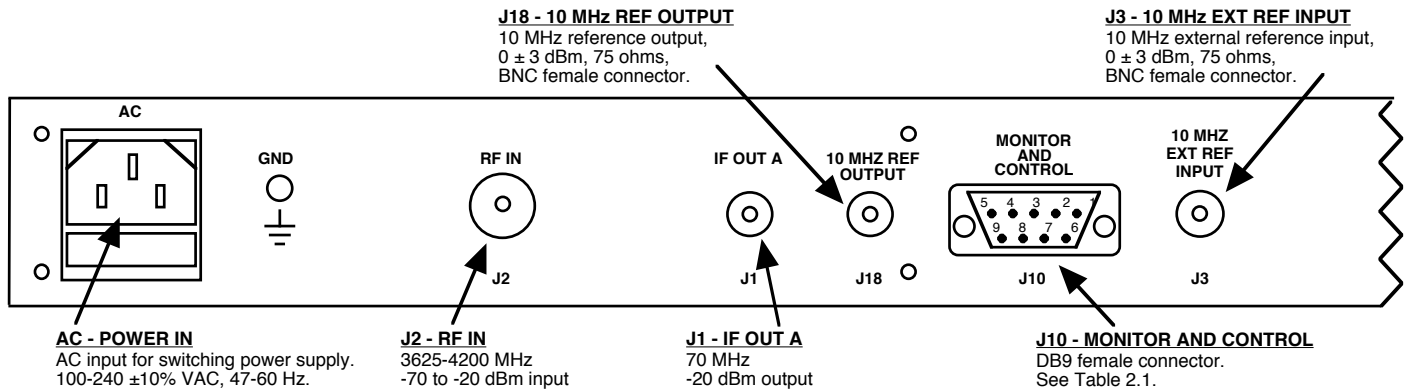 J18 - 10 MHz REF OUTPUT
10 MHz reference output,
0 ± 3 dBm, 75 ohms,
BNC female connector.
J3 - 10 MHz EXT REF INPUT
10 MHz external reference input,
0 ± 3 dBm, 75 ohms,
BNC female connector.
AC
GND
RF IN
J2
IF OUT A
J1
10 MHZ REF
OUTPUT
J18
MONITOR
AND
CONTROL
5 4 3 2 1
9 8 7 6
J10
10 MHZ
EXT REF
INPUT
J3
AC - POWER IN
AC input for switching power supply.
100-240 ±10% VAC, 47-60 Hz.
J2 - RF IN
3625-4200 MHz
-70 to -20 dBm input
J1 - IF OUT A
70 MHz
-20 dBm output
J10 - MONITOR AND CONTROL
DB9 female connector.
See Table 2.1.